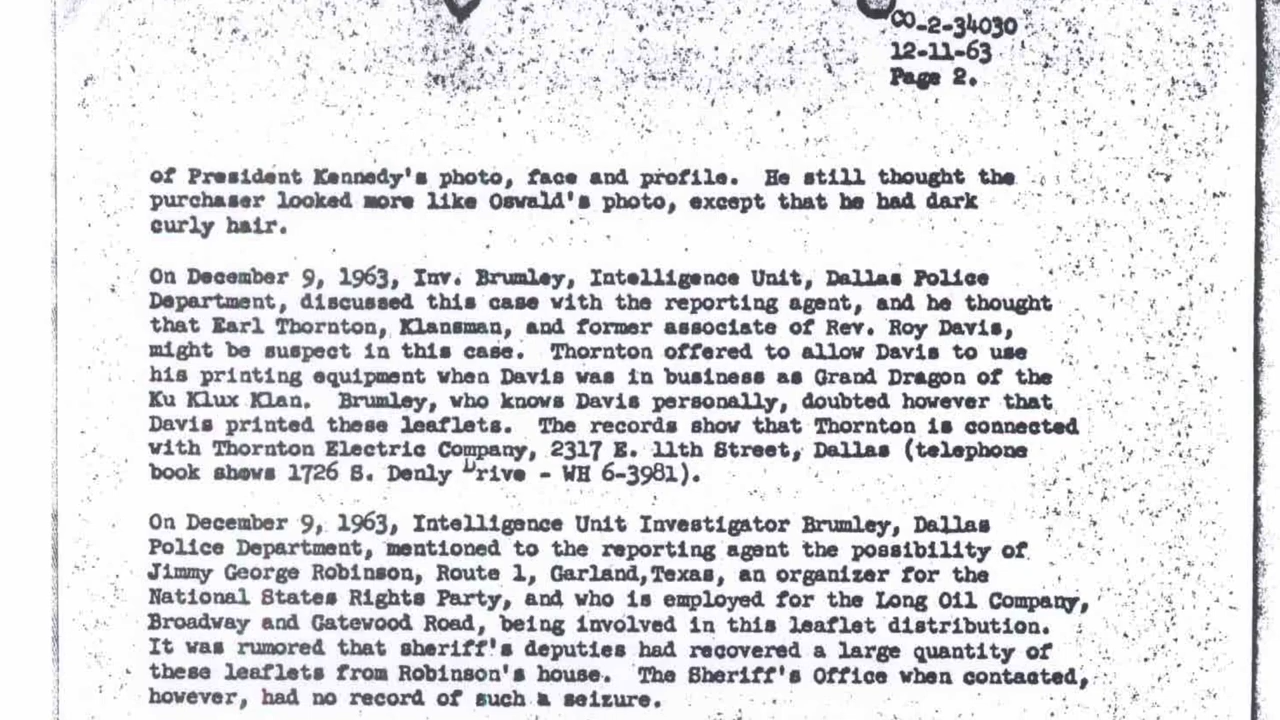 CO-2-34030
12-11-63
Page 2.
of President Kennedy's photo, face and profile. He still thought the
purchaser looked more like Oswald's photo, except that he had dark
curly hair.
On December 9, 1963, Inv. Brumley, Intelligence Unit, Dallas Police
Department, discussed this case with the reporting agent, and he thought
that Earl Thornton, Klansman, and former associate of Rev. Roy Davis,
might be suspect in this case. Thornton offered to allow Davis to use
his printing equipment when Davis was in business as Grand Dragon of the
Ku Klux Klan. Brumley, who knows Davis personally, doubted however that
Davis printed these leaflets. The records show that Thornton is connected
with Thornton Electric Company, 2317 E. 11th Street, Dallas (telephone
book shows 1726 S. Denly Drive - WH 6-3981).
On December 9, 1963, Intelligence Unit Investigator Brumley, Dallas
Police Department, mentioned to the reporting agent the possibility of
Jimmy George Robinson, Route 1, Garland,Texas, an organizer for the
National States Rights Party, and who is employed for the Long Oil Company,
Broadway and Gatewood Road, being involved in this leaflet distribution.
It was rumored that sheriff's deputies had recovered a large quantity of
these leaflets from Robinson's house. The Sheriff's Office when contacted,
however, had no record of such a seizure.